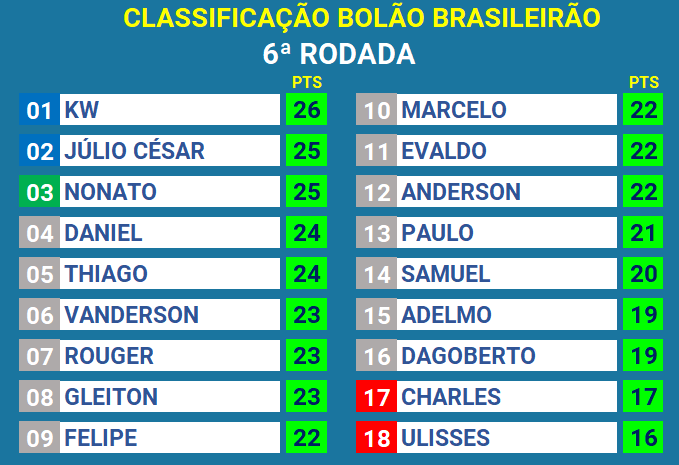 CLASSIFICAÇÃO BOLÃO BRASILEIRÃO
6ª RODADA
PTS
01 KW 26
02 JÚLIO CÉSAR 25
03 NONATO 25
04 DANIEL 24
05 THIAGO 24
06 VANDERSON 23
07 ROUGER 23
08 GLEITON 23
09 FELIPE 22
PTS
10 MARCELO 22
11 EVALDO 22
12 ANDERSON 22
13 PAULO 21
14 SAMUEL 20
15 ADELMO 19
16 DAGOBERTO 19
17 CHARLES 17
18 ULISSES 16